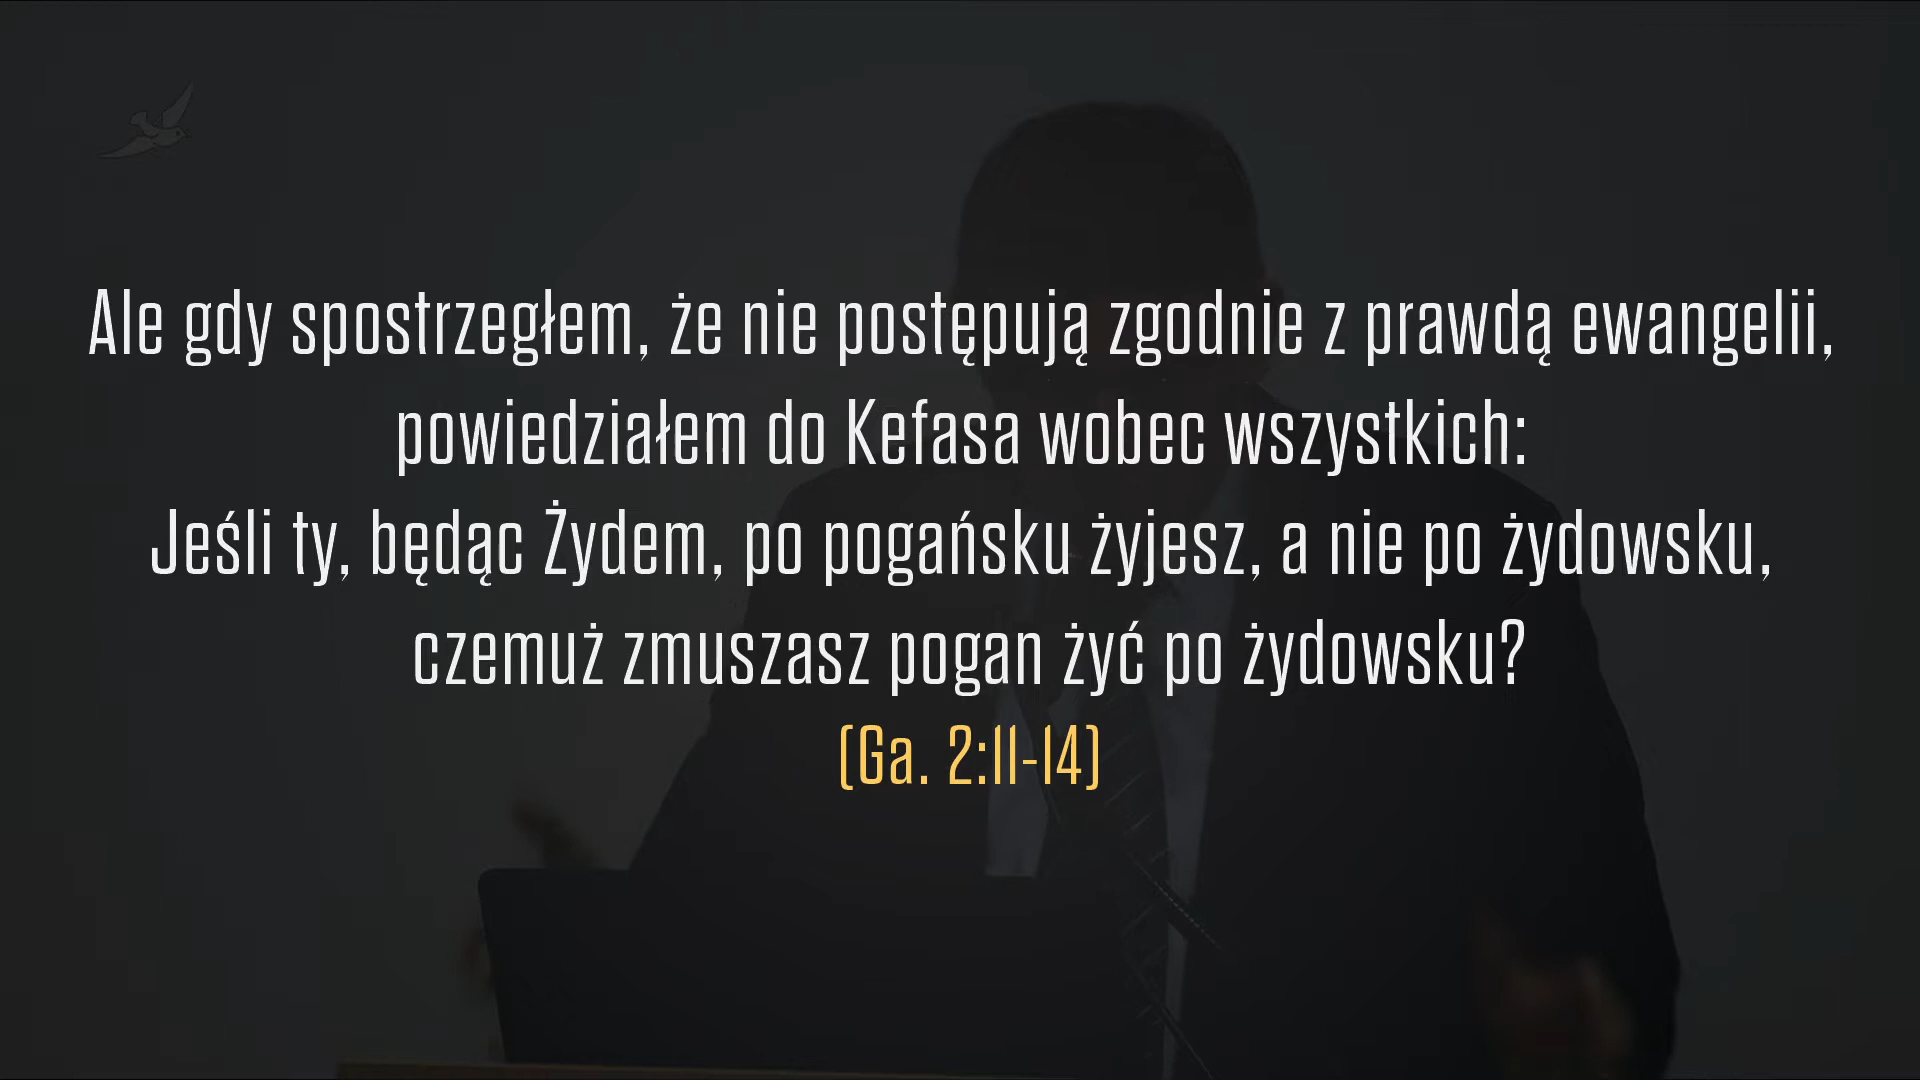 Ale gdy spostrzegłem, że nie postępują zgodnie z prawdą ewangelii,
powiedziałem do Kefasa wobec wszystkich:
Jeśli ty, będąc Żydem, po pogańsku żyjesz, a nie po żydowsku,
czemuż zmuszasz pogan żyć po żydowsku?
(Ga. 2:11-14)